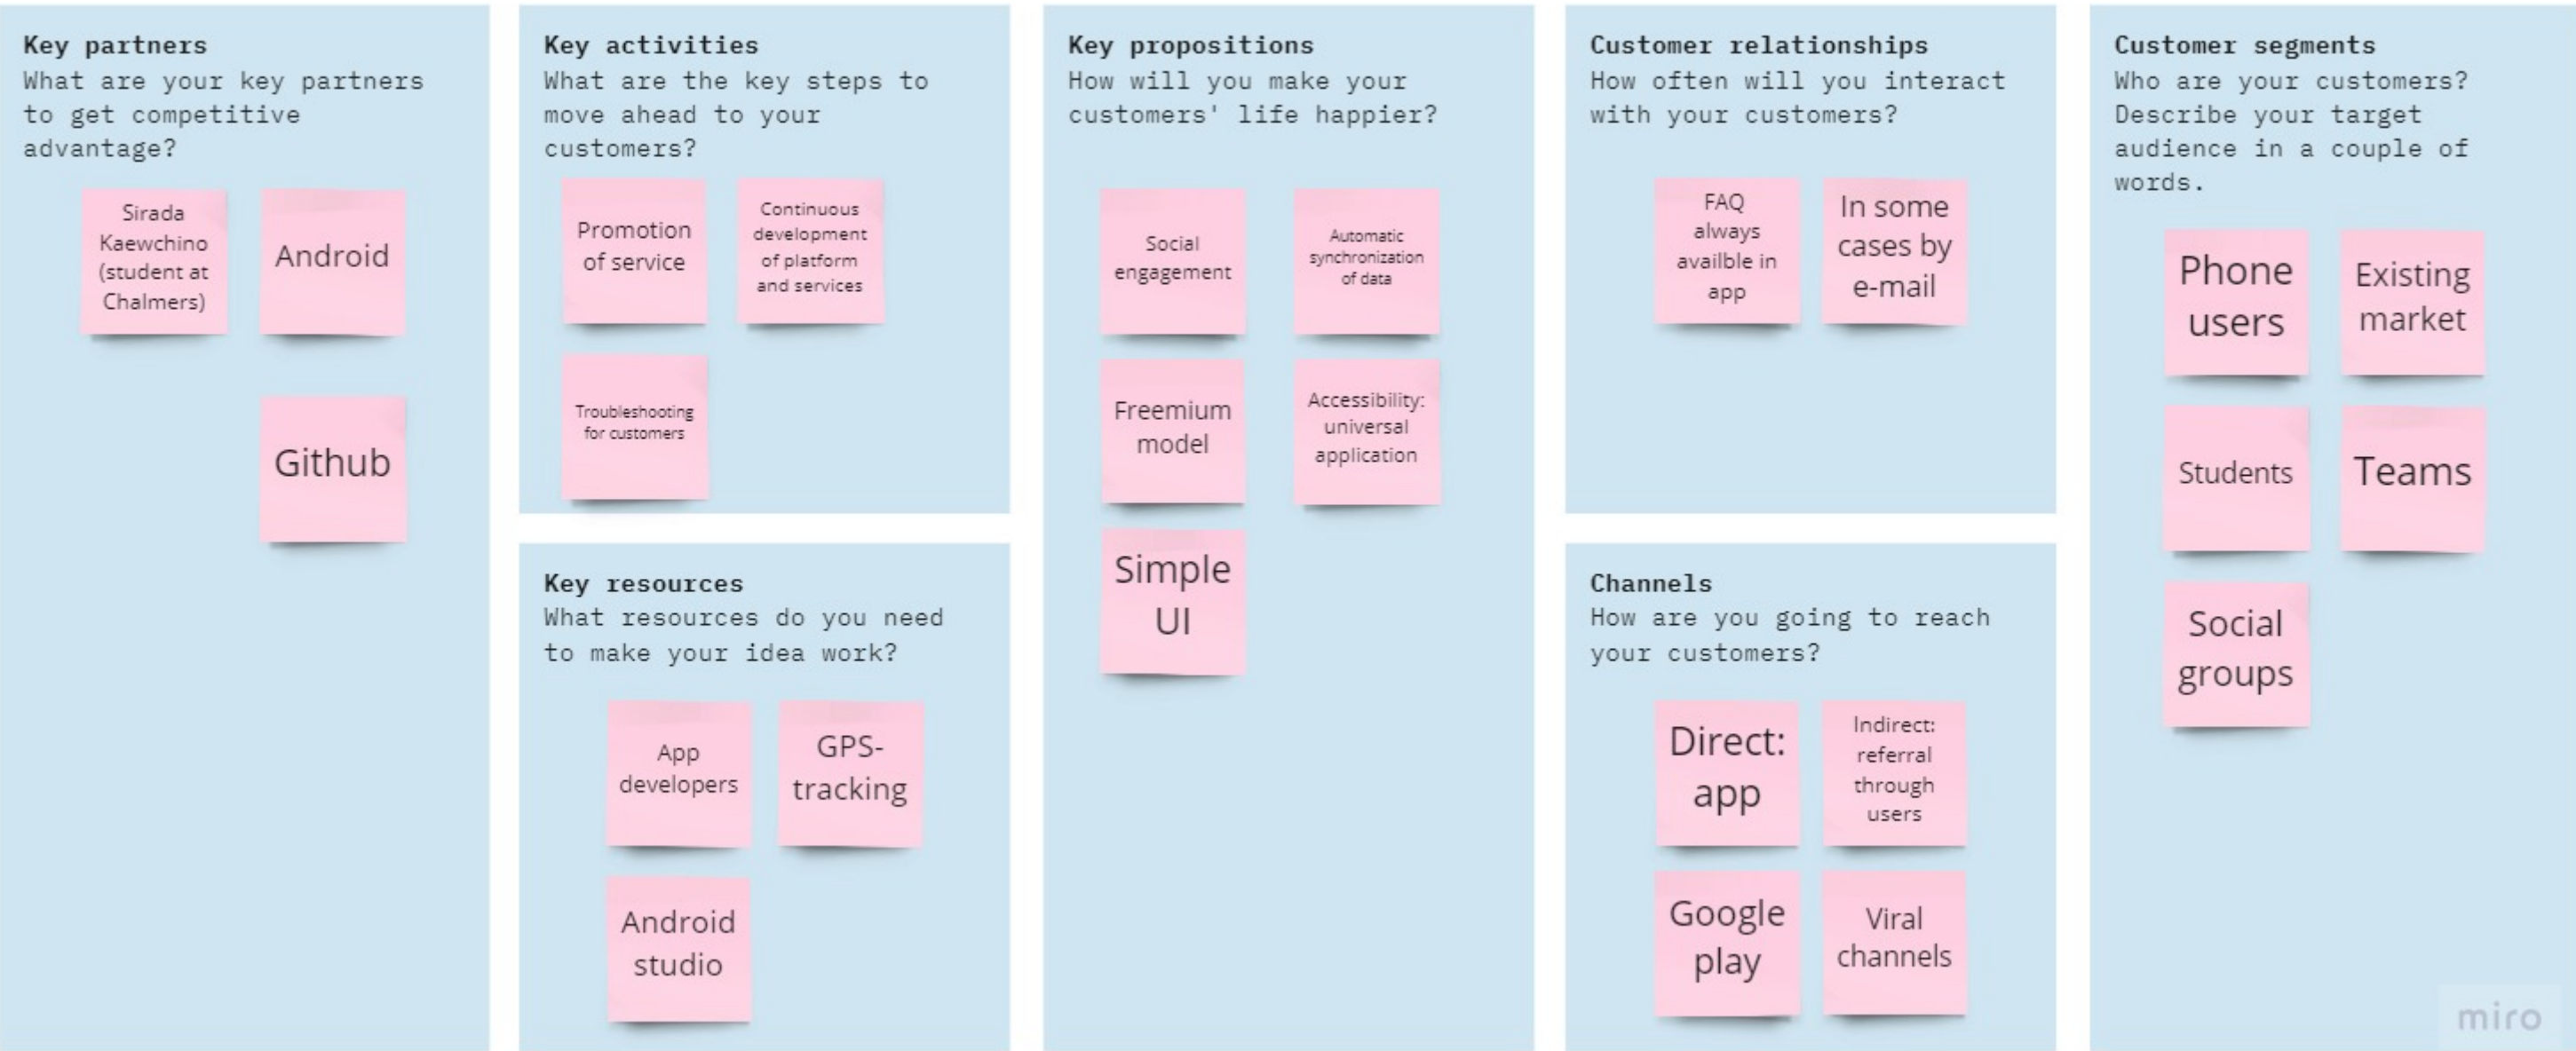 Key partners
What are your key partners
to get competitive
advantage?
Sirada
Kaewchino
(student at
Chalmers)
Android
Github
Key activities
What are the key steps to
move ahead to your
customers?
Promotion
of service
Continuous
development
of platform
and services
Troubleshooting
for customers
Key resources
What resources do you need
to make your idea work?
App
developers
GPS-
tracking
Android
studio
Key propositions
How will you make your
customers' life happier?
Social
engagement
Automatic
synchronization
of data
Freemium
model
Accessibility:
universal
application
Simple
UI
Customer relationships
How often will you interact
with your customers?
FAQ
always
availble in
app
In some
cases by
e-mail
Channels
How are you going to reach
your customers?
Direct:
app
Indirect:
referral
through
users
Google
play
Viral
channels
Customer segments
Who are your customers?
Describe your target
audience in a couple of
words.
Phone
users
Existing
market
Students
Teams
Social
groups
miro